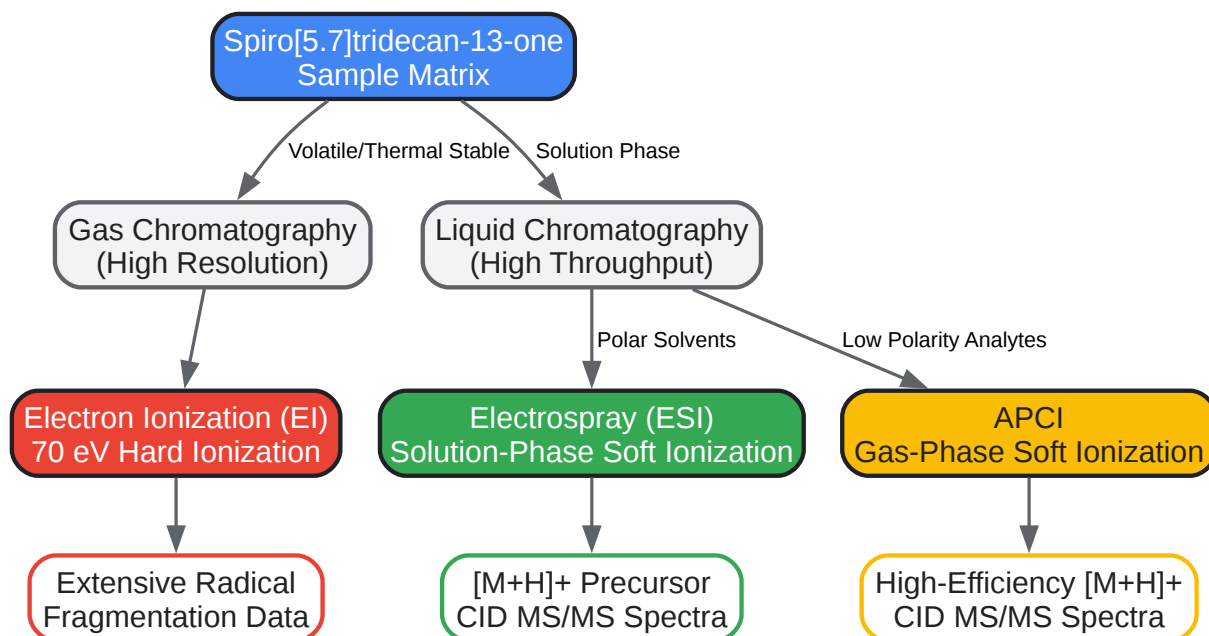 Spiro[5.7]tridecan-13-one
Sample Matrix
Volatile/Thermal Stable
Solution Phase
Gas Chromatography
(High Resolution)
Liquid Chromatography
(High Throughput)
Polar Solvents
Low Polarity Analytes
Electron Ionization (EI)
70 eV Hard Ionization
Electrospray (ESI)
Solution-Phase Soft Ionization
APCI
Gas-Phase Soft Ionization
Extensive Radical
Fragmentation Data
[M+H]+ Precursor
CID MS/MS Spectra
High-Efficiency [M+H]+
CID MS/MS Spectra